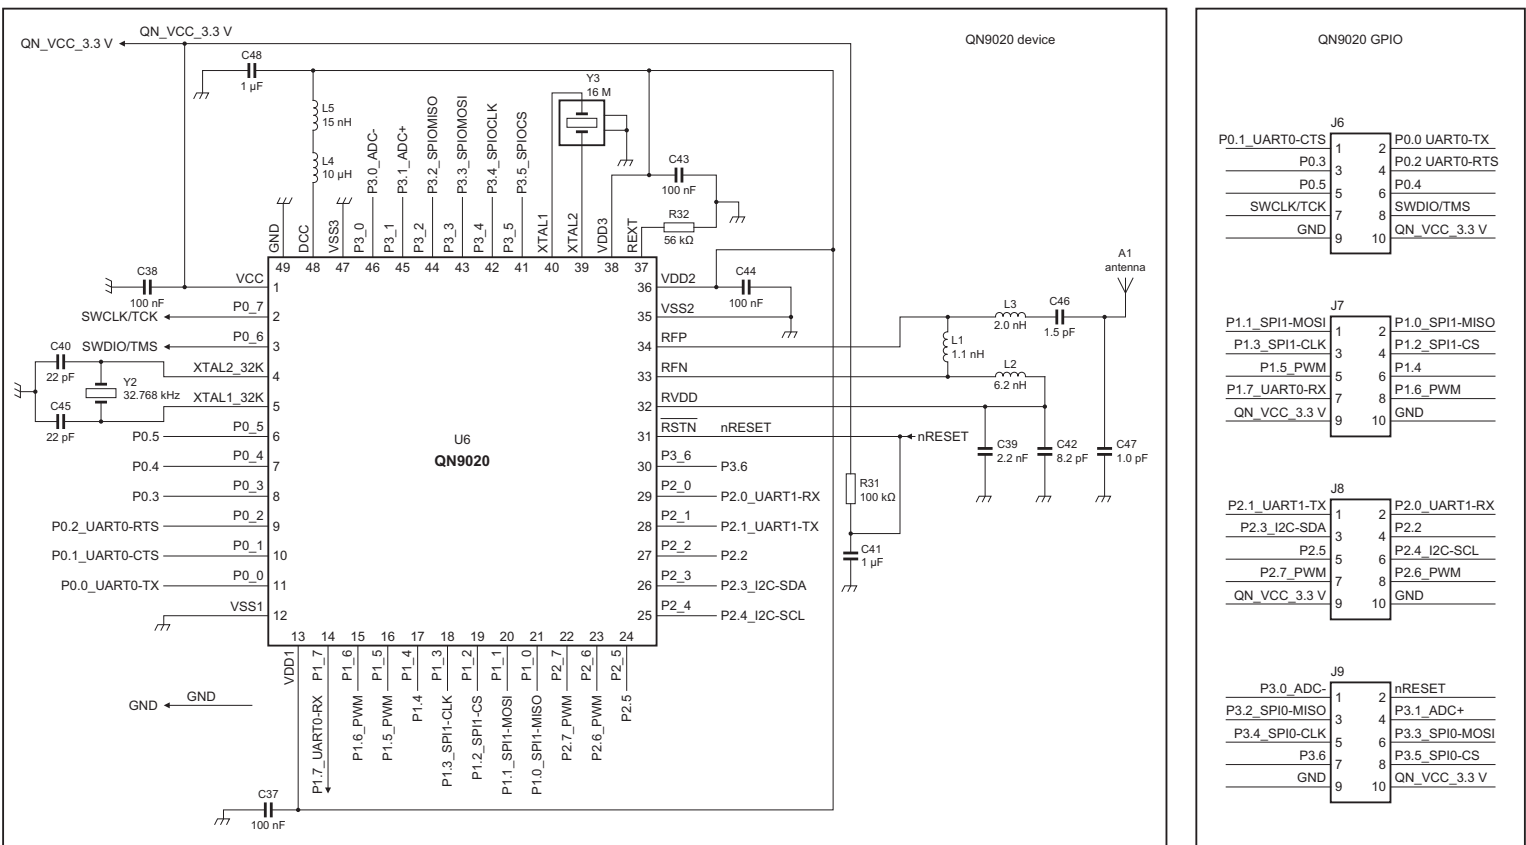 QN_VCC_3.3 V
QN_VCC_3.3 V
QN9020 device
QN9020 GPIO
C48
1 μF
Y3
16 M
L5
15 nH
L4
10 μH
P3.0_ADC-
P3.1_ADC+
P3.2_SPIOMISO
P3.3_SPIOMOSI
P3.4_SPIOCLK
P3.5_SPIOCS
C43
100 nF
R32
56 kΩ
GND
DCC
VSS3
P3_0
P3_1
P3_2
P3_3
P3_4
P3_5
XTAL1
XTAL2
VDD3
REXT
49
48
47
46
45
44
43
42
41
40
39
38
37
C38
100 nF
VCC
1
SWCLK/TCK
P0_7
2
SWDIO/TMS
P0_6
3
C40
22 pF
Y2
32.768 kHz
C45
22 pF
XTAL2_32K
4
XTAL1_32K
5
P0.5
P0_5
6
P0.4
P0_4
7
P0.3
P0_3
8
P0.2_UART0-RTS
P0_2
9
P0.1_UART0-CTS
P0_1
10
P0.0_UART0-TX
P0_0
11
VSS1
12
U6
QN9020
36
VDD2
C44
100 nF
35
VSS2
34
RFP
33
RFN
32
RVDD
31
RSTN
nRESET
nRESET
30
P3_6
P3.6
29
P2_0
P2.0_UART1-RX
28
P2_1
P2.1_UART1-TX
27
P2_2
P2.2
26
P2_3
P2.3_I2C-SDA
25
P2_4
P2.4_I2C-SCL
A1
antenna
L3
2.0 nH
C46
1.5 pF
L1
1.1 nH
L2
6.2 nH
C39
2.2 nF
C42
8.2 pF
C47
1.0 pF
R31
100 kΩ
C41
1 μF
13
14
15
16
17
18
19
20
21
22
23
24
VDD1
P1_7
P1_6
P1_5
P1_4
P1_3
P1_2
P1_1
P1_0
P2_7
P2_6
P2_5
P1.7_UART0-RX
P1.6_PWM
P1.5_PWM
P1.4
P1.3_SPI1-CLK
P1.2_SPI1-CS
P1.1_SPI1-MOSI
P1.0_SPI1-MISO
P2.7_PWM
P2.6_PWM
P2.5
GND
GND
C37
100 nF
J6
P0.1_UART0-CTS 1 2 P0.0 UART0-TX
P0.3 3 4 P0.2 UART0-RTS
P0.5 5 6 P0.4
SWCLK/TCK 7 8 SWDIO/TMS
GND 9 10 QN_VCC_3.3 V
J7
P1.1_SPI1-MOSI 1 2 P1.0_SPI1-MISO
P1.3_SPI1-CLK 3 4 P1.2_SPI1-CS
P1.5_PWM 5 6 P1.4
P1.7_UART0-RX 7 8 P1.6_PWM
QN_VCC_3.3 V 9 10 GND
J8
P2.1_UART1-TX 1 2 P2.0_UART1-RX
P2.3_I2C-SDA 3 4 P2.2
P2.5 5 6 P2.4_I2C-SCL
P2.7_PWM 7 8 P2.6_PWM
QN_VCC_3.3 V 9 10 GND
J9
P3.0_ADC- 1 2 nRESET
P3.2_SPI0-MISO 3 4 P3.1_ADC+
P3.4_SPI0-CLK 5 6 P3.3_SPI0-MOSI
P3.6 7 8 P3.5_SPI0-CS
GND 9 10 QN_VCC_3.3 V